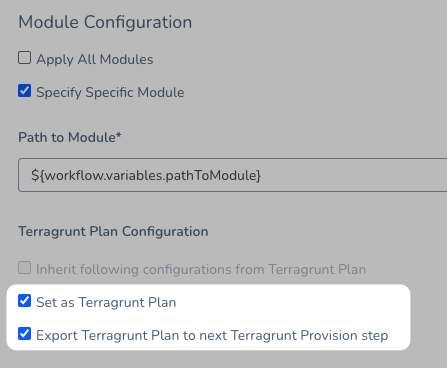 Module Configuration
Apply All Modules
Specify Specific Module
Path to Module*
${workflow.variables.pathToModule}
Terragrunt Plan Configuration
Inherit following configurations from Terragrunt Plan
Set as Terragrunt Plan
Export Terragrunt Plan to next Terragrunt Provision step